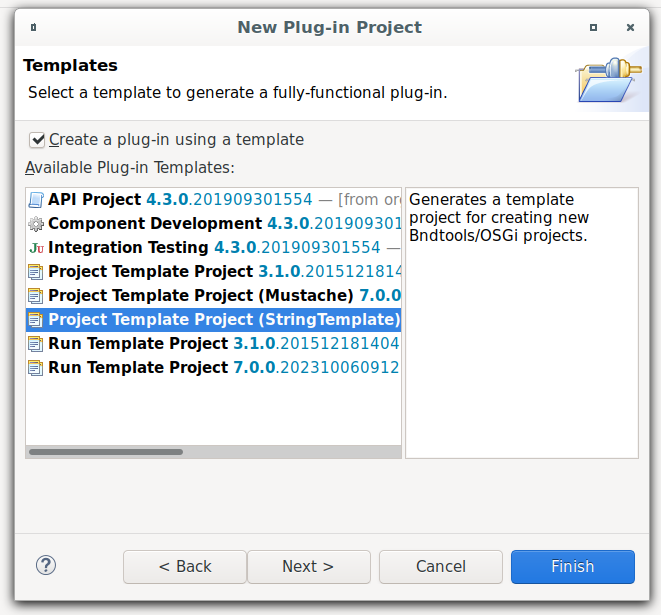 New Plug-in Project
Templates
Select a template to generate a fully-functional plug-in.
Create a plug-in using a template
Available Plug-in Templates:
API Project 4.3.0.201909301554 — [from
Component Development 4.3.0.201909301
Integration Testing 4.3.0.201909301554 —
Project Template Project 3.1.0.2015121814
Project Template Project (Mustache) 7.0.0
Project Template Project (StringTemplate)
Run Template Project 3.1.0.201512181404
Run Template Project 7.0.0.202310060912
Generates a template
project for creating new
Bndtools/OSGi projects.
? < Back Next > Cancel Finish